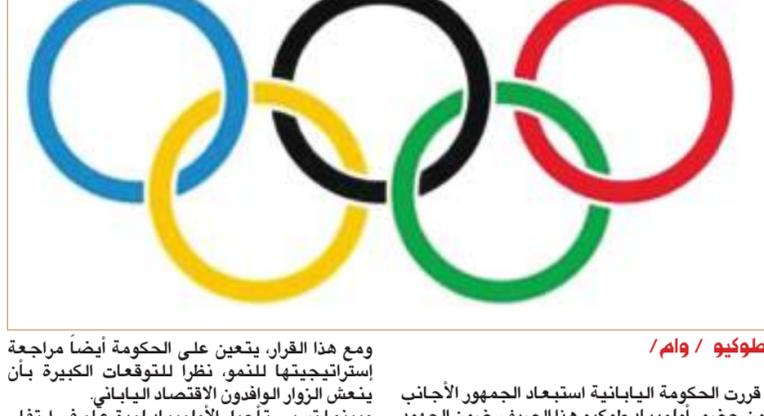 طوكيو / وام/
قررت الحكومة اليابانية استبعاد الجمهور الأجانب
ومع هذا القرار، يتعين على الحكومة أيضاً مراجعة
إستراتيجيتها للنمو، نظرا للتوقعات الكبيرة بأن
ينعش الزوار الوافدون الاقتصاد الياباني.